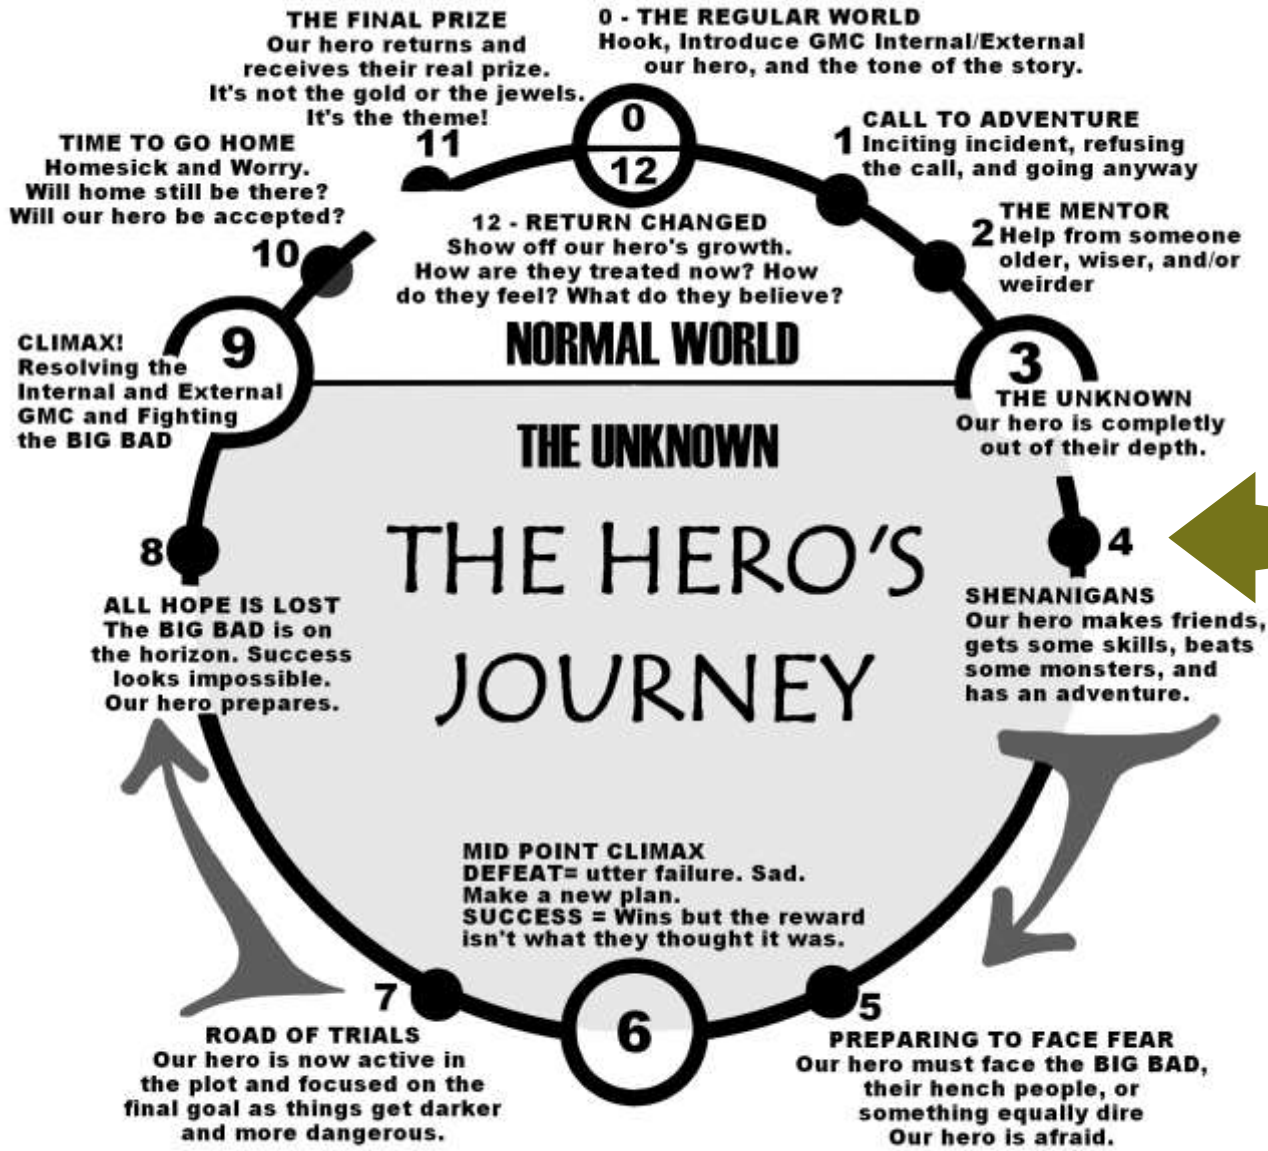 THE FINAL PRIZE
Our hero returns and
receives their real prize.
It's not the gold or the jewels.
It's the theme!
11
0 - THE REGULAR WORLD
Hook, Introduce GMC Internal/External
our hero, and the tone of the story.
0
12
1
CALL TO ADVENTURE
Inciting incident, refusing
the call, and going anyway
TIME TO GO HOME
Homesick and Worry.
Will home still be there?
Will our hero be accepted?
10
12 - RETURN CHANGED
Show off our hero's growth.
How are they treated now? How
do they feel? What do they believe?
2
THE MENTOR
Help from someone
older, wiser, and/or
weirder
NORMAL WORLD
CLIMAX!
Resolving the
Internal and External
GMC and Fighting
the BIG BAD
9
3
THE UNKNOWN
Our hero is completly
out of their depth.
THE UNKNOWN
THE HERO'S
JOURNEY
8
ALL HOPE IS LOST
The BIG BAD is on
the horizon. Success
looks impossible.
Our hero prepares.
4
SHENANIGANS
Our hero makes friends,
gets some skills, beats
some monsters, and
has an adventure.
MID POINT CLIMAX
DEFEAT= utter failure. Sad.
Make a new plan.
SUCCESS = Wins but the reward
isn't what they thought it was.
7
ROAD OF TRIALS
Our hero is now active in
the plot and focused on the
final goal as things get darker
and more dangerous.
6
5
PREPARING TO FACE FEAR
Our hero must face the BIG BAD,
their hench people, or
something equally dire
Our hero is afraid.